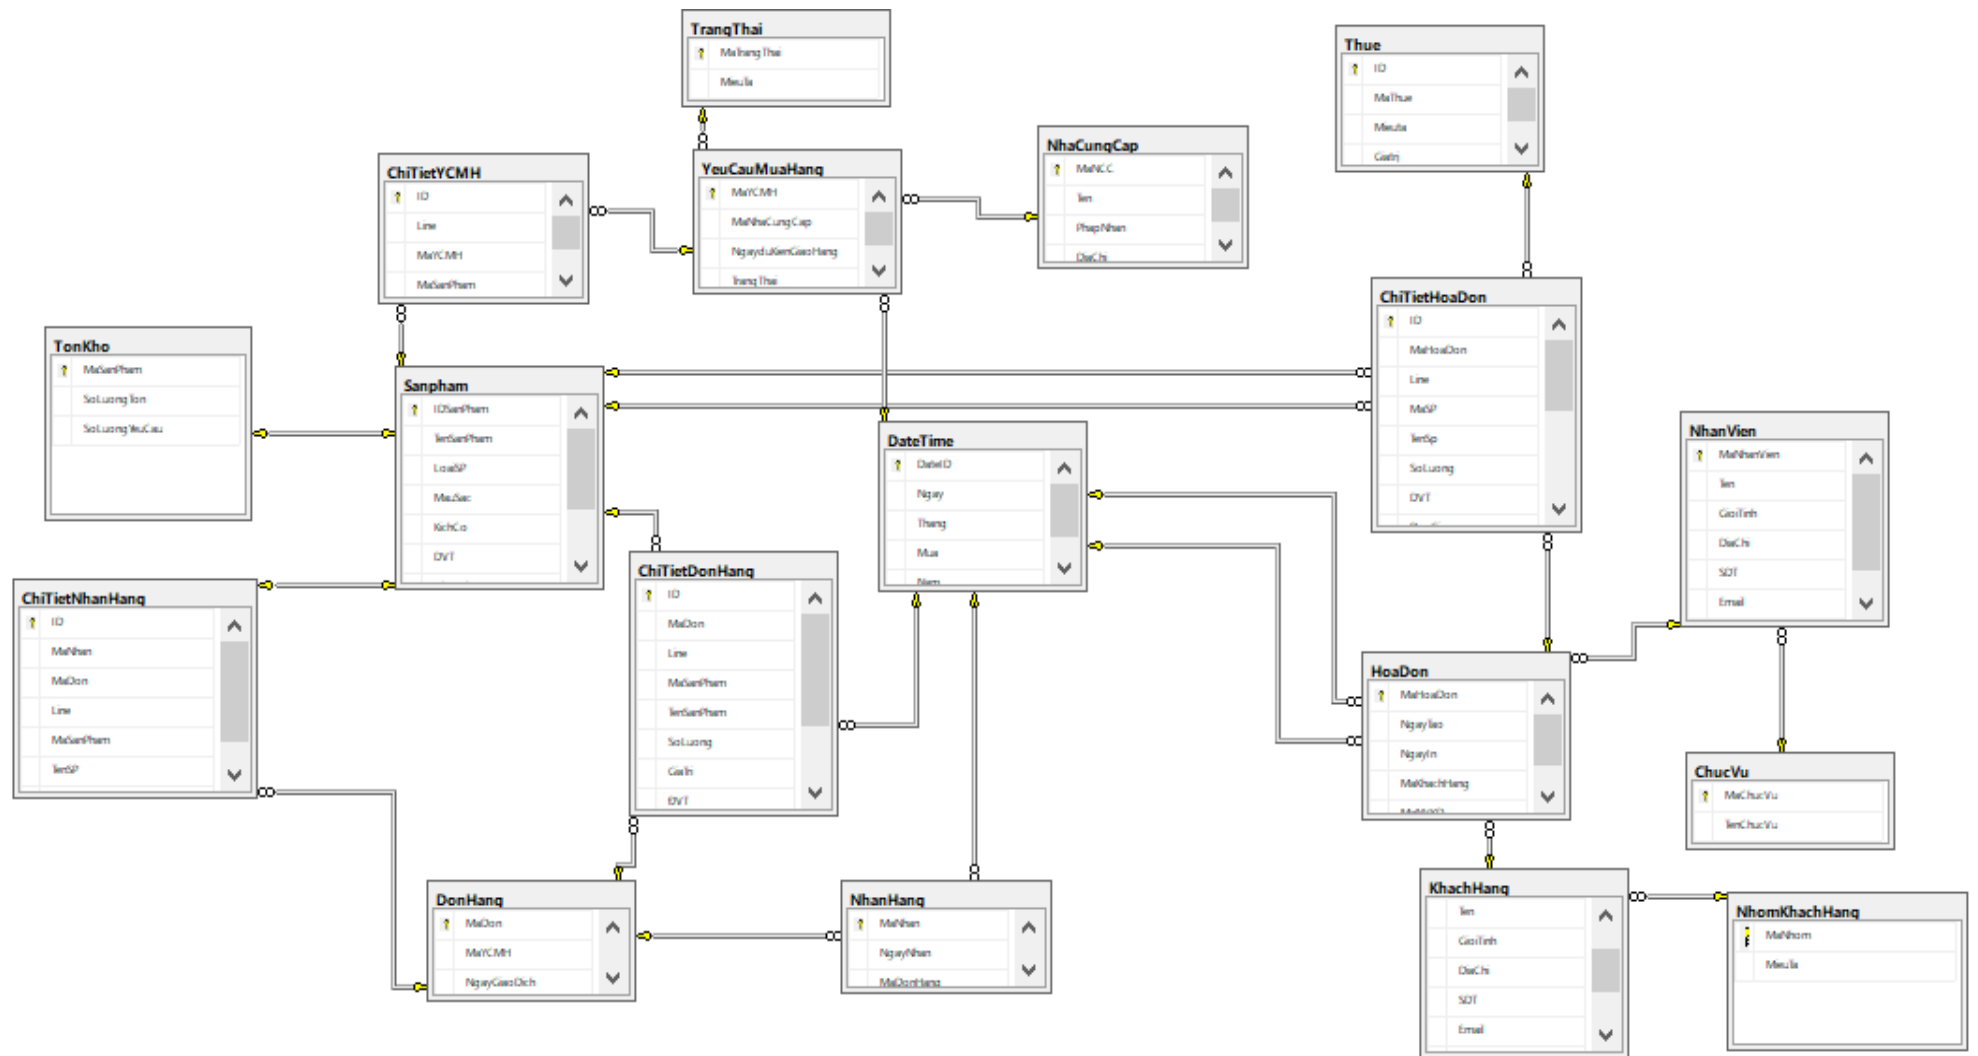 TrangThai
MaTrangThai
MieuTa
Thue
ID
MaThue
Mieuta
Giatri
NhaCungCap
MaNCC
Ten
PhapNhan
DiaChi
ChiTietYCMH
ID
Line
MaYCMH
MaSanPham
YeuCauMuaHang
MaYCMH
MaNhaCungCap
NgayduKienGiaoHang
TrangThai
ChiTietHoaDon
ID
MaHoaDon
Line
MaSP
TenSp
SoLuong
DVT
TonKho
MaSanPham
SoLuongTon
SoLuongYeuCau
Sanpham
IDSanPham
TenSanPham
LoaiSP
MauSac
KichCo
DVT
DateTime
DateID
Ngay
Thang
Mua
Nam
NhanVien
MaNhanVien
Ten
GioiTinh
DiaChi
SDT
Email
ChiTietNhanHang
ID
MaNhan
MaDon
Line
MaSanPham
TenSP
ChiTietDonHang
ID
MaDon
Line
MaSanPham
TenSanPham
SoLuong
GiaTri
DVT
HoaDon
MaHoaDon
NgayTao
NgayIn
MaKhachHang
ChucVu
MaChucVu
TenChucVu
DonHang
MaDon
MaYCMH
NgayGiaoDich
NhanHang
MaNhan
NgayNhan
MaDonHang
KhachHang
Ten
GioiTinh
DiaChi
SDT
Email
NhomKhachHang
MaNhom
MieuTa